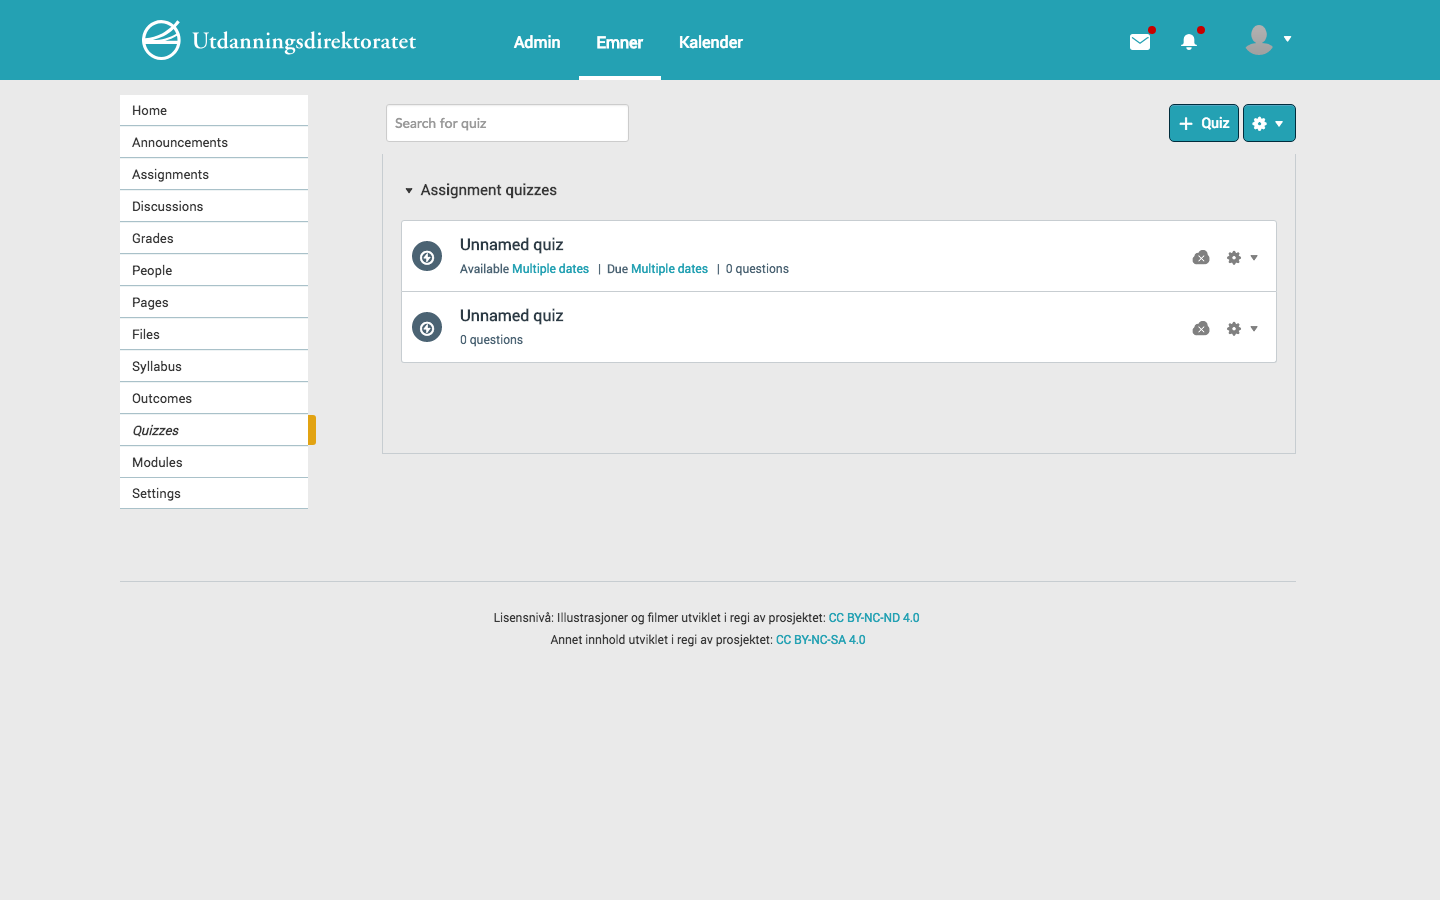 Utdanningsdirektoratet
Admin
Emner
Kalender
Home
Announcements
Assignments
Discussions
Grades
People
Pages
Files
Syllabus
Outcomes
Quizzes
Modules
Settings
Search for quiz
Quiz
Assignment quizzes
Unnamed quiz
Available Multiple dates | Due Multiple dates | 0 questions
Unnamed quiz
0 questions
Lisensnivå: Illustrasjoner og filmer utviklet i regi av prosjektet: CC BY-NC-ND 4.0
Annet innhold utviklet i regi av prosjektet: CC BY-NC-SA 4.0